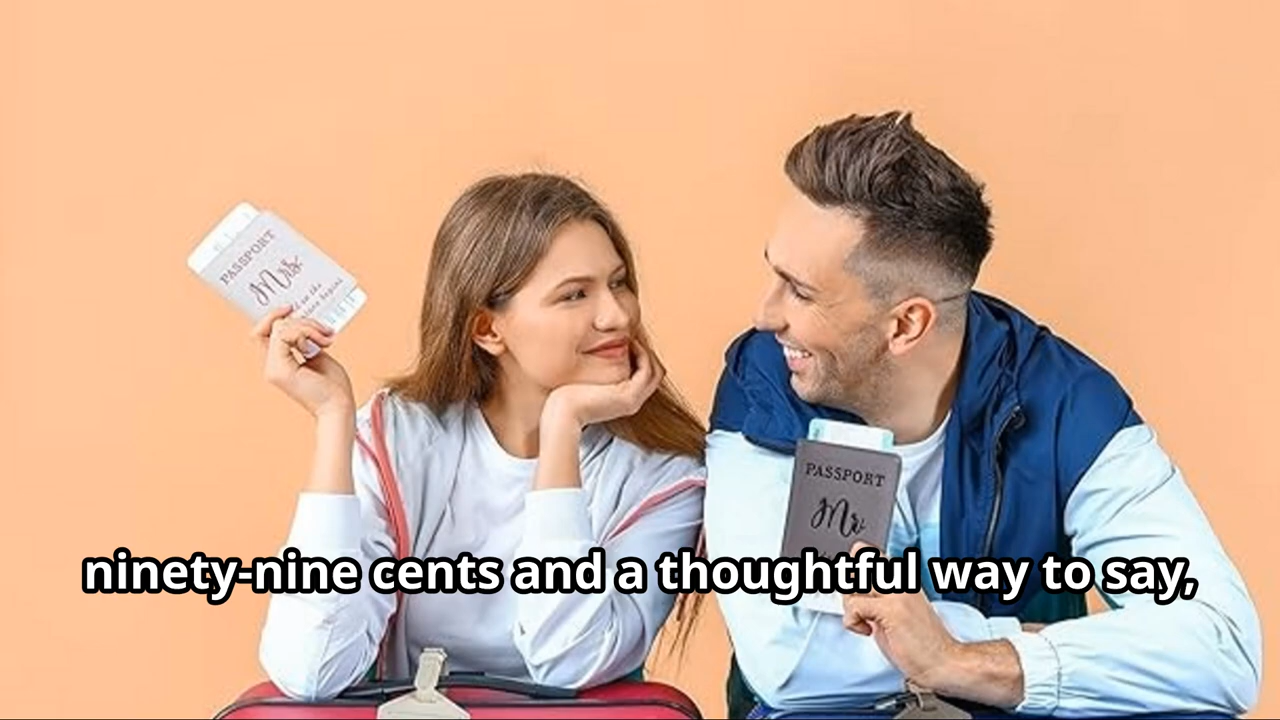 PASSPORT
Mrs.
PASSPORT
Mr.
ninety-nine cents and a thoughtful way to say,